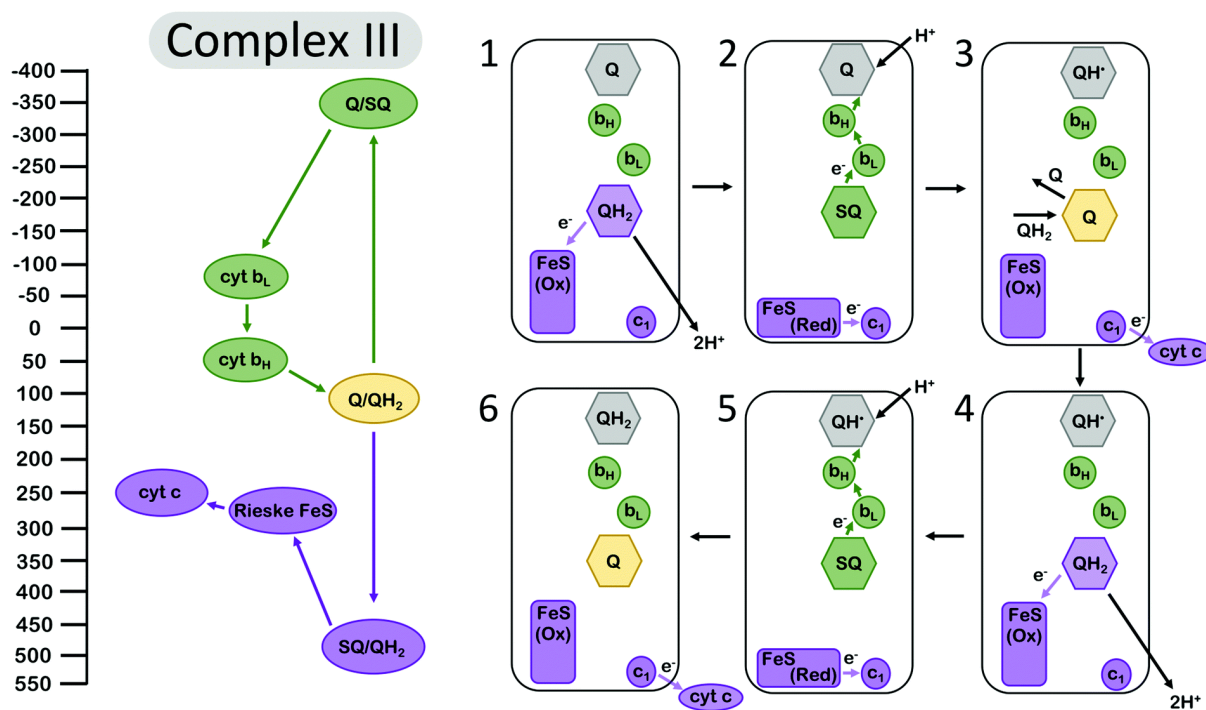 Complex III
-400
-350
-300
-250
-200
-150
-100
-50
0
50
100
150
200
250
300
350
400
450
500
550
Q/SQ
cyt bL
cyt bH
Q/QH2
cyt c
Rieske FeS
SQ/QH2
1
Q
bH
bL
QH2
e-
FeS
(Ox)
c1
2H+
2
H+
Q
bH
bL
e-
SQ
FeS
(Red)
e-
c1
3
QH•
bH
bL
Q
Q
QH2
FeS
(Ox)
c1
e-
cyt c
6
QH2
bH
bL
Q
FeS
(Ox)
c1
e-
cyt c
5
H+
QH•
bH
bL
e-
SQ
FeS
(Red)
e-
c1
4
QH•
bH
bL
QH2
e-
FeS
(Ox)
c1
2H+